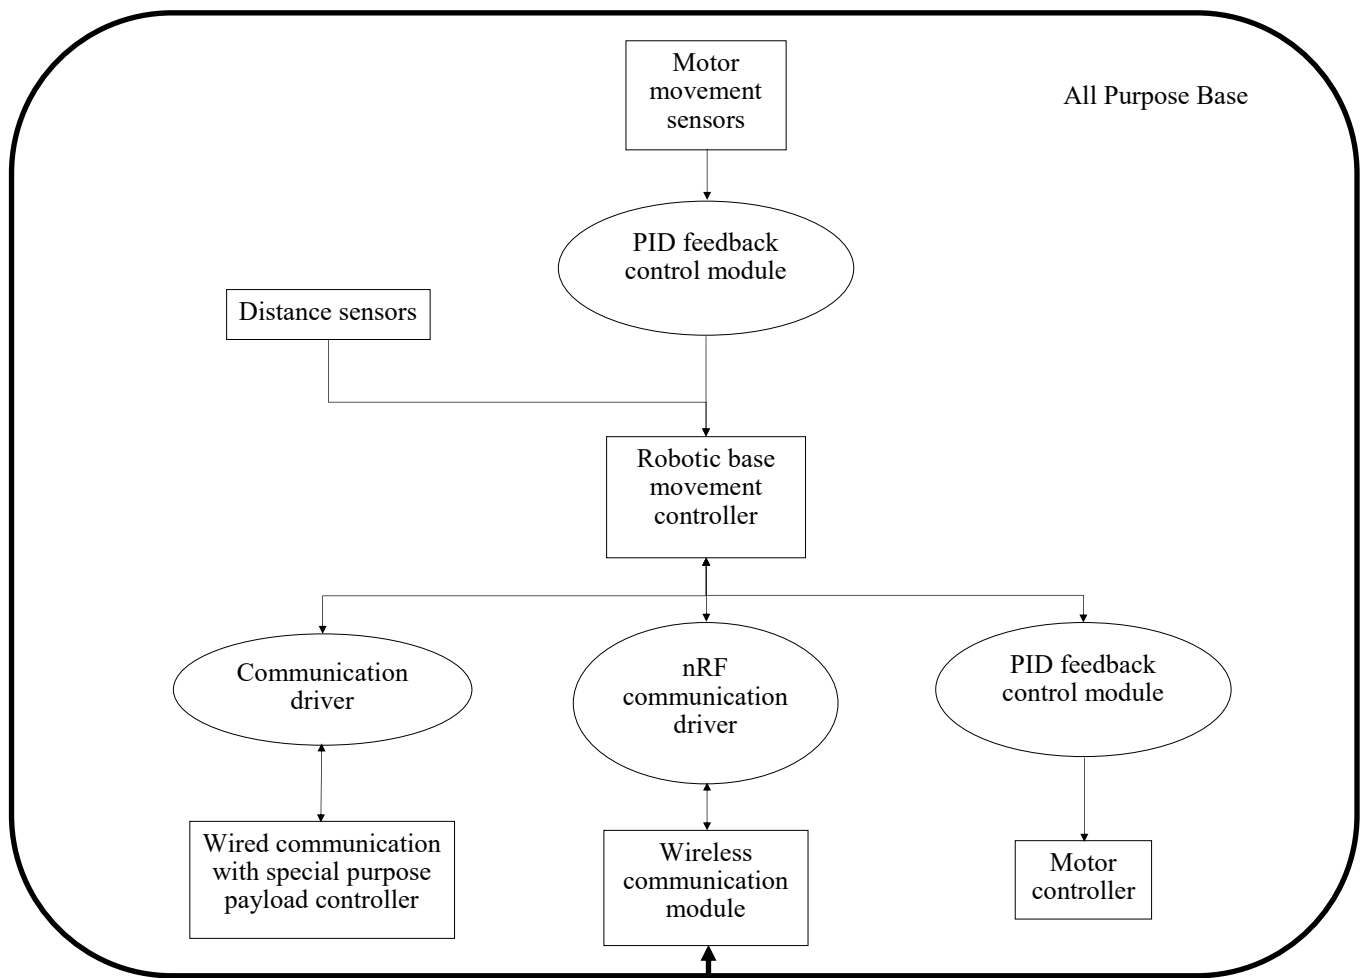 Motor
movement
sensors
All Purpose Base
PID feedback
control module
Distance sensors
Robotic base
movement
controller
Communication
driver
nRF
communication
driver
PID feedback
control module
Wired communication
with special purpose
payload controller
Wireless
communication
module
Motor
controller